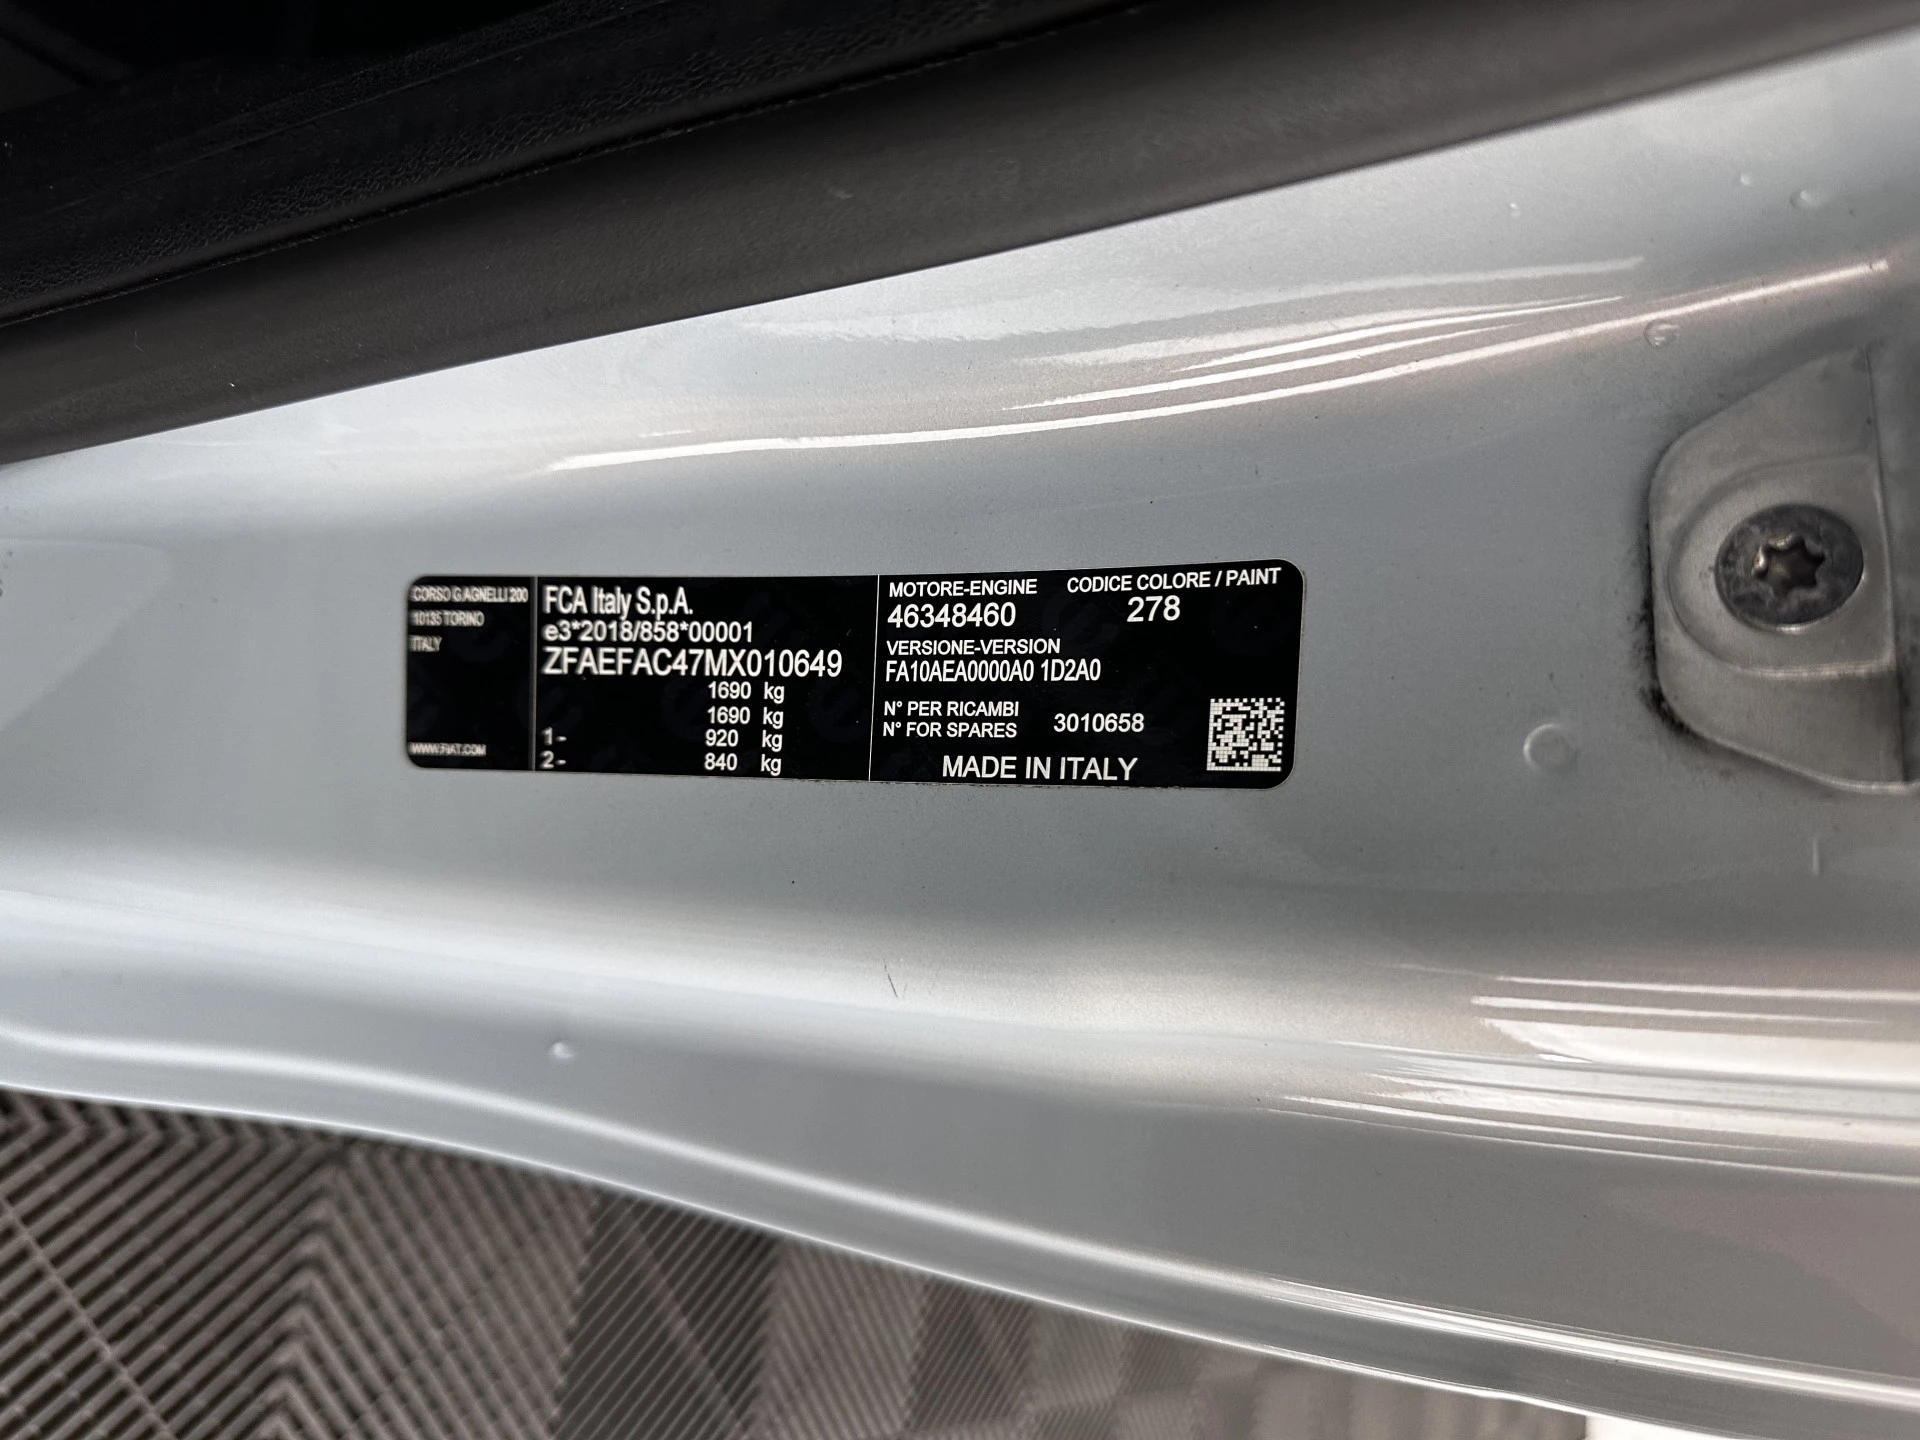 CORSO G.AGNELLI 200
10135 TORINO
ITALY
WWW.FIAT.COM
FCA Italy S.p.A.
e3*2018/858*00001
ZFAEFAC47MX010649
1690 kg
1690 kg
1- 920 kg
2- 840 kg
MOTORE-ENGINE
46348460
CODICE COLORE / PAINT
278
VERSIONE-VERSION
FA10AEA0000A0 1D2A0
N° PER RICAMBI
N° FOR SPARES 3010658
MADE IN ITALY